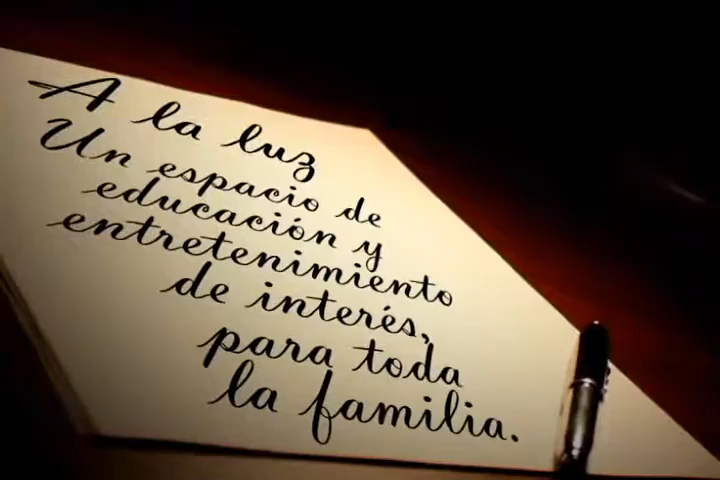 A la luz
Un espacio de
educación y
entretenimiento
de interés,
para toda
la familia.